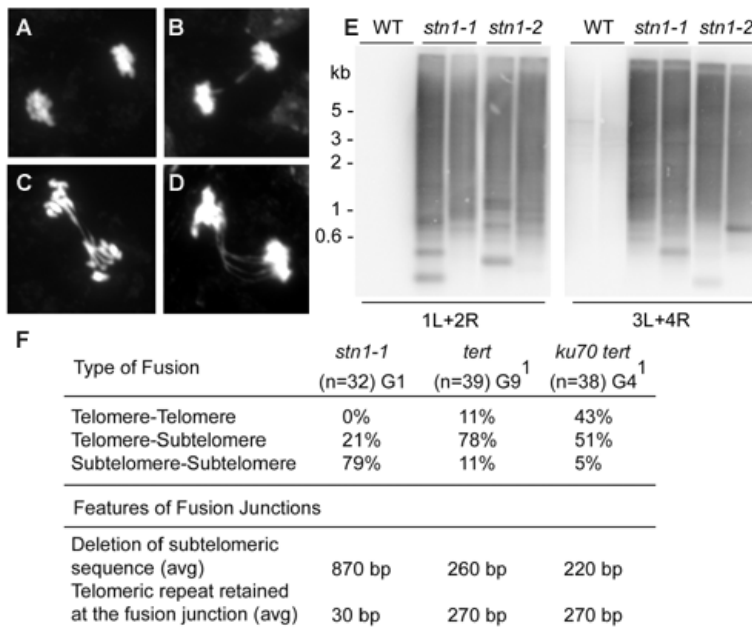 A
B
C
D
E
WT stn1-1 stn1-2
WT stn1-1 stn1-2
kb
5 -
3 -
2 -
1 -
0.6 -
1L+2R
3L+4R
F
Type of Fusion
stn1-1
(n=32) G1
tert
(n=39) G9 1
ku70 tert
(n=38) G4 1
Telomere-Telomere 0% 11% 43%
Telomere-Subtelomere 21% 78% 51%
Subtelomere-Subtelomere 79% 11% 5%
Features of Fusion Junctions
Deletion of subtelomeric
sequence (avg) 870 bp 260 bp 220 bp
Telomeric repeat retained
at the fusion junction (avg) 30 bp 270 bp 270 bp